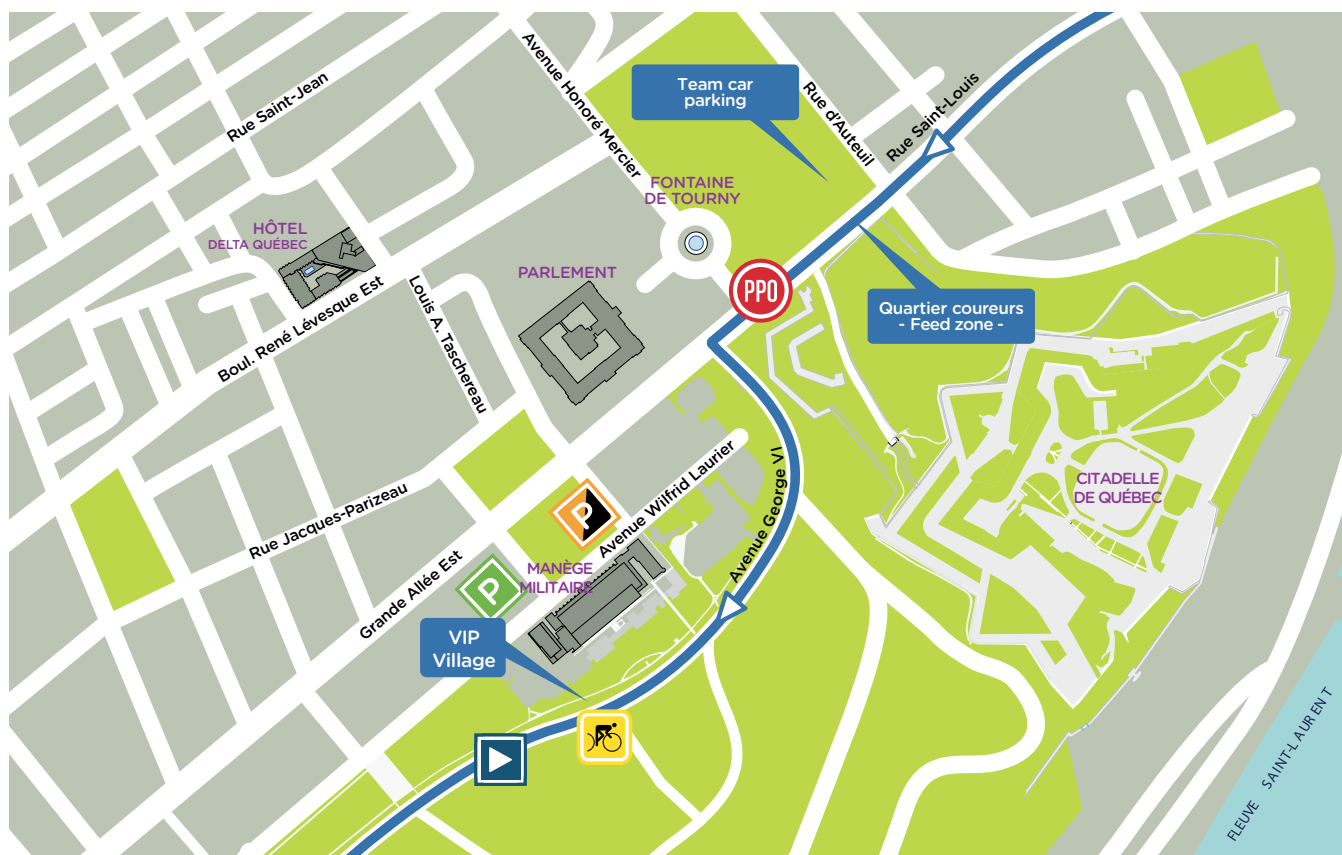 Avenue Honoré Mercier
Team car
parking
Rue Saint-Jean
Rue d'Auteuil
Rue Saint-Louis
FONTAINE
DE TOURNY
HÔTEL
DELTA QUÉBEC
PARLEMENT
PPO
Quartier coureurs
- Feed zone -
Boul. René Lévesque Est
Louis A. Taschereau
CITADELLE
DE QUÉBEC
Avenue Wilfrid Laurier
Avenue George VI
Rue Jacques-Parizeau
P
MANÈGE
MILITAIRE
P
Grande Allée Est
VIP
Village
FLEUVE SAINT-LAURENT